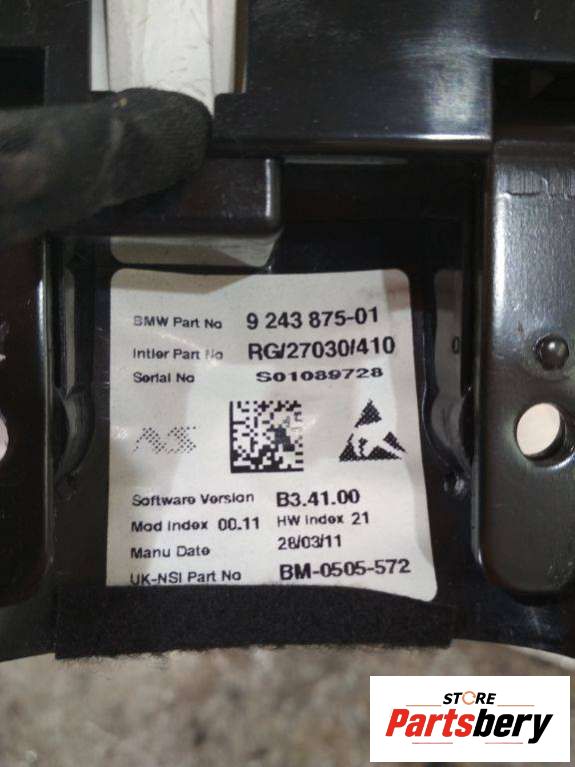 BMW Part No 9 243 875-01
Intier Part No RG/27030/410
Serial No S01089728
AS
Software Version B3.41.00
Mod Index 00.11 HW Index 21
Manu Date 28/03/11
UK-NSI Part No BM-0505-572
STORE
Partsbery